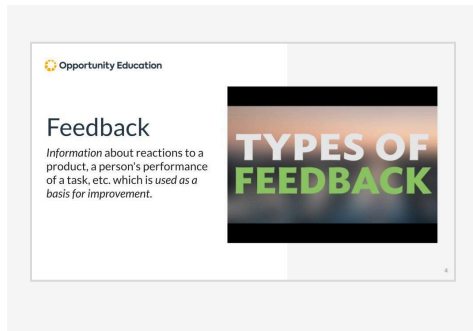 Opportunity Education
Feedback
Information about reactions to a
product, a person's performance
of a task, etc. which is used as a
basis for improvement.
TYPES OF
FEEDBACK
4